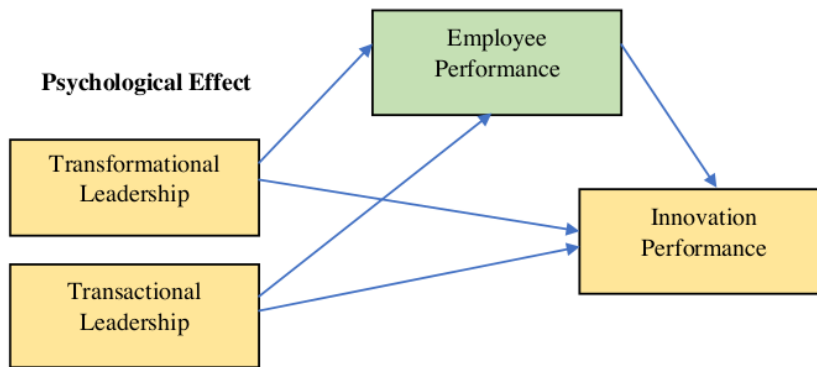 Employee
Performance
Psychological Effect
Transformational
Leadership
Innovation
Performance
Transactional
Leadership